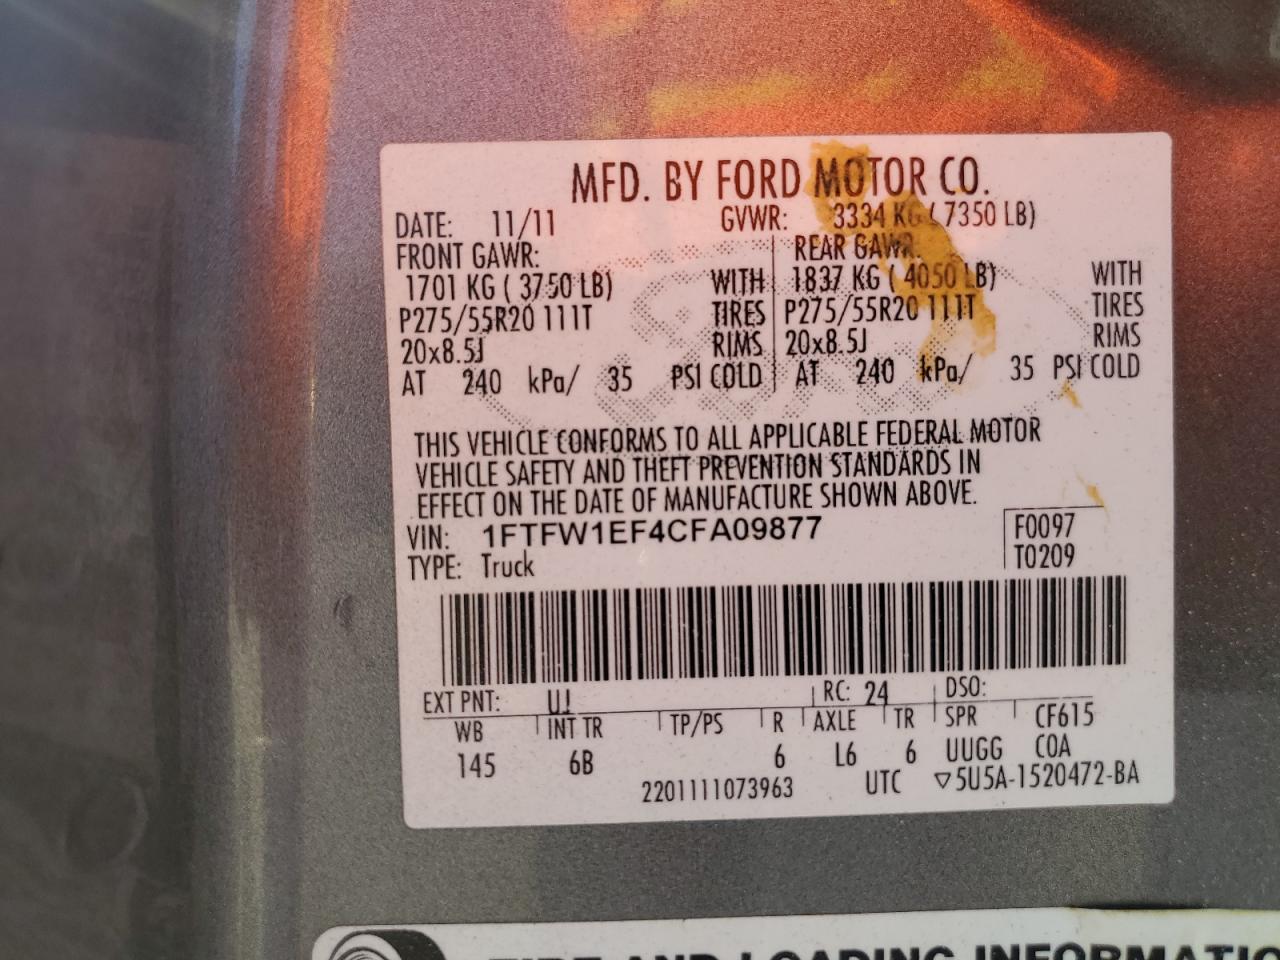 MFD. BY FORD MOTOR CO.
DATE: 11/11 GVWR: 3334 KG ( 7350 LB)
FRONT GAWR: REAR GAWR:
1701 KG ( 3750 LB) WITH 1837 KG ( 4050 LB) WITH
P275/55R20 111T TIRES P275/55R20 111T TIRES
20x8.5J RIMS 20x8.5J RIMS
AT 240 kPa/ 35 PSI COLD AT 240 kPa/ 35 PSI COLD
THIS VEHICLE CONFORMS TO ALL APPLICABLE FEDERAL MOTOR
VEHICLE SAFETY AND THEFT PREVENTION STANDARDS IN
EFFECT ON THE DATE OF MANUFACTURE SHOWN ABOVE.
VIN: 1FTFW1EF4CFA09877 F0097
TYPE: Truck T0209
EXT PNT: UJ RC: 24 DSO:
WB INT TR TP/PS R AXLE TR SPR CF615
145 6B 6 L6 6 UUGG COA
2201111073963 UTC ▽5U5A-1520472-BA
TIRE AND LOADING INFORMATIO